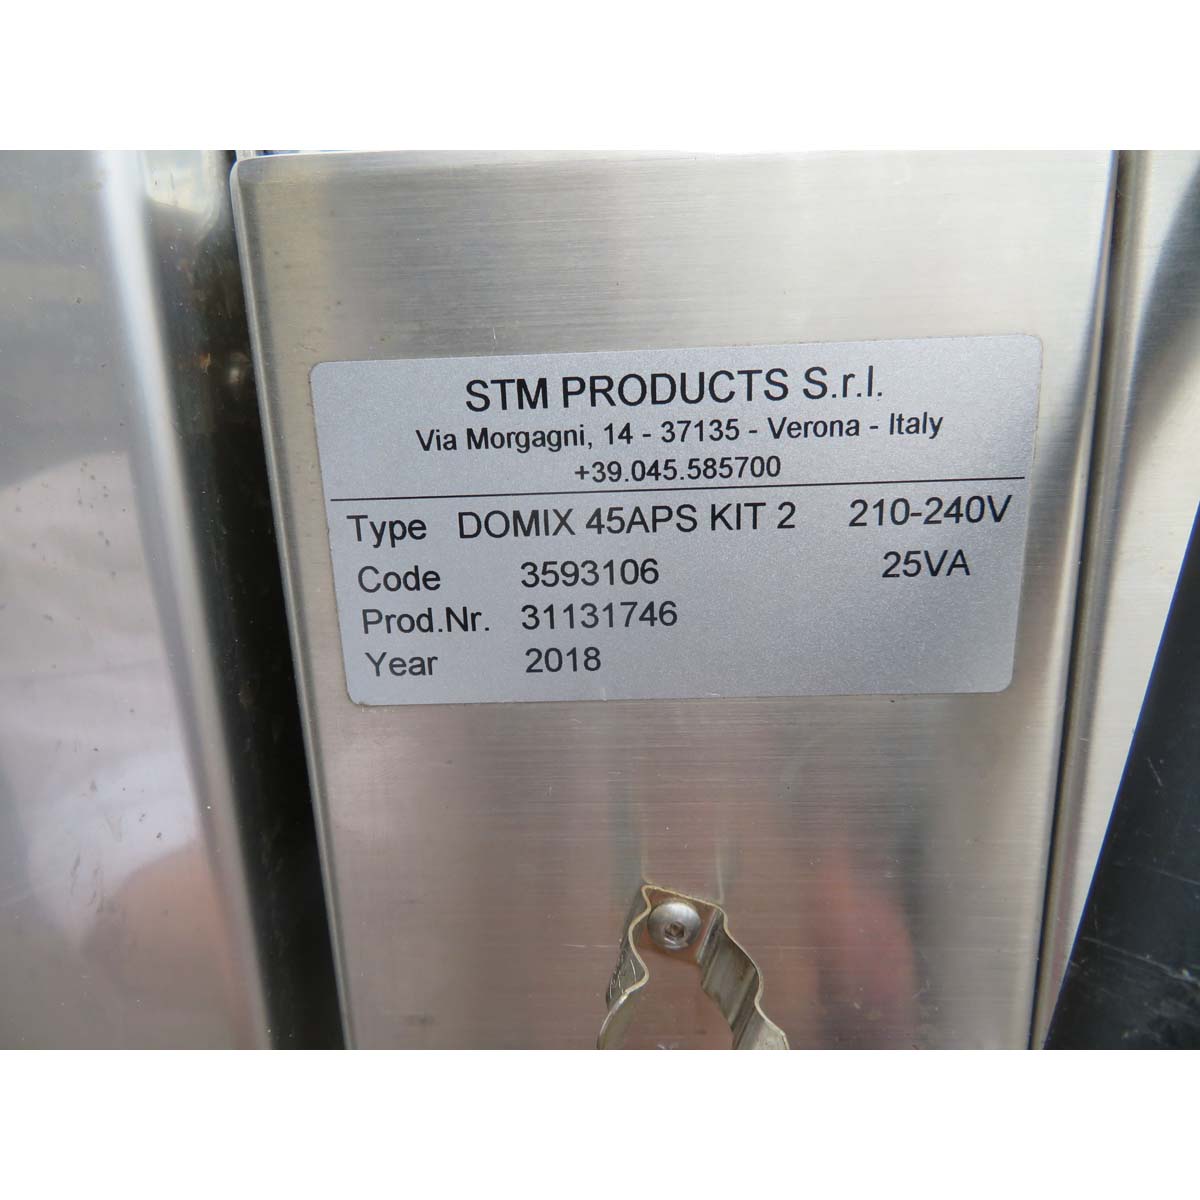 STM PRODUCTS S.r.l.
Via Morgagni, 14 - 37135 - Verona - Italy
+39.045.585700
Type DOMIX 45APS KIT 2 210-240V
Code 3593106 25VA
Prod.Nr. 31131746
Year 2018